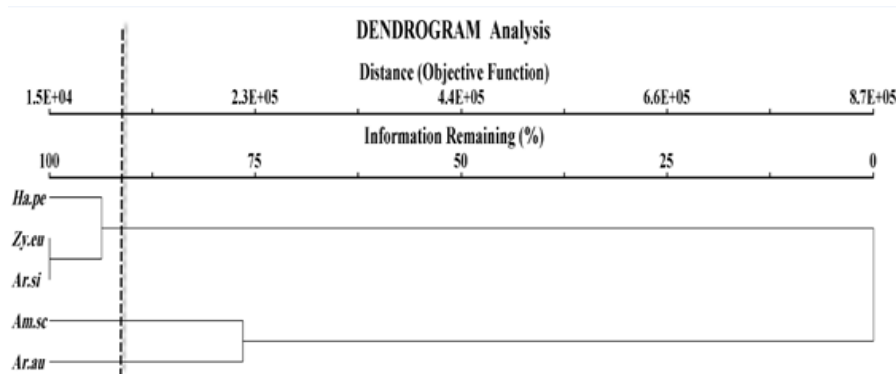 DENDROGRAM Analysis
Distance (Objective Function)
1.5E+04 2.3E+05 4.4E+05 6.6E+05 8.7E+05
Information Remaining (%)
100 75 50 25 0
Ha.pe
Zy.eu
Ar.si
Am.sc
Ar.au